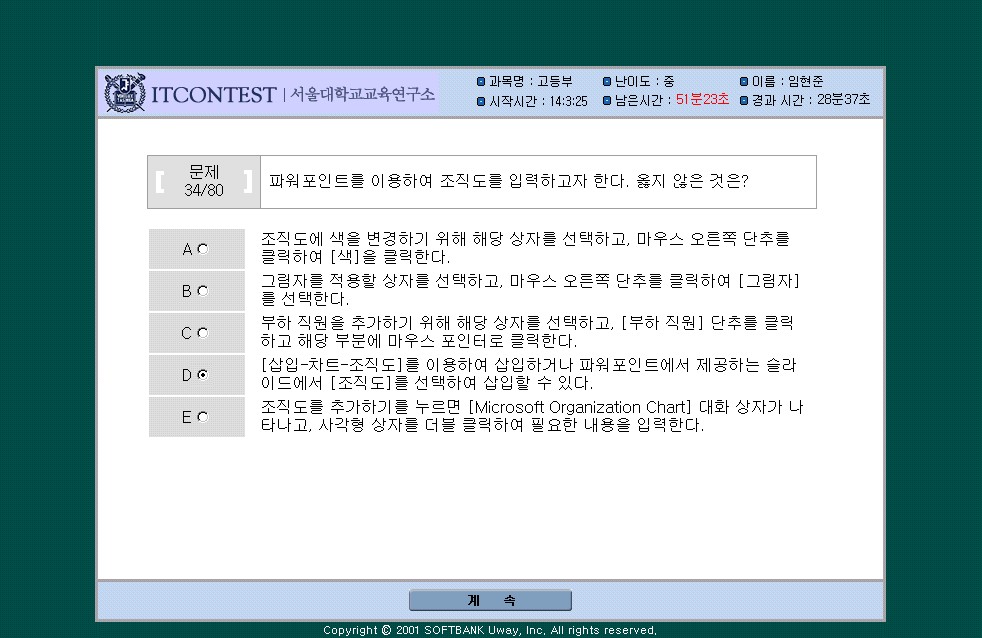 ITCONTEST | 서울대학교교육연구소
과목명 : 고등부 난이도 : 중 이름 : 임현준
시작시간 : 14:3:25 남은시간 : 51분23초 경과 시간 : 28분37초
[ 문제 34/80 ]
파워포인트를 이용하여 조직도를 입력하고자 한다. 옳지 않은 것은?
A 조직도에 색을 변경하기 위해 해당 상자를 선택하고, 마우스 오른쪽 단추를
클릭하여 [색]을 클릭한다.
B 그림자를 적용할 상자를 선택하고, 마우스 오른쪽 단추를 클릭하여 [그림자]
를 선택한다.
C 부하 직원을 추가하기 위해 해당 상자를 선택하고, [부하 직원] 단추를 클릭
하고 해당 부분에 마우스 포인터로 클릭한다.
D [삽입-차트-조직도]를 이용하여 삽입하거나 파워포인트에서 제공하는 슬라
이드에서 [조직도]를 선택하여 삽입할 수 있다.
E 조직도를 추가하기를 누르면 [Microsoft Organization Chart] 대화 상자가 나
타나고, 사각형 상자를 더블 클릭하여 필요한 내용을 입력한다.
계 속
Copyright © 2001 SOFTBANK Uway, Inc. All rights reserved.